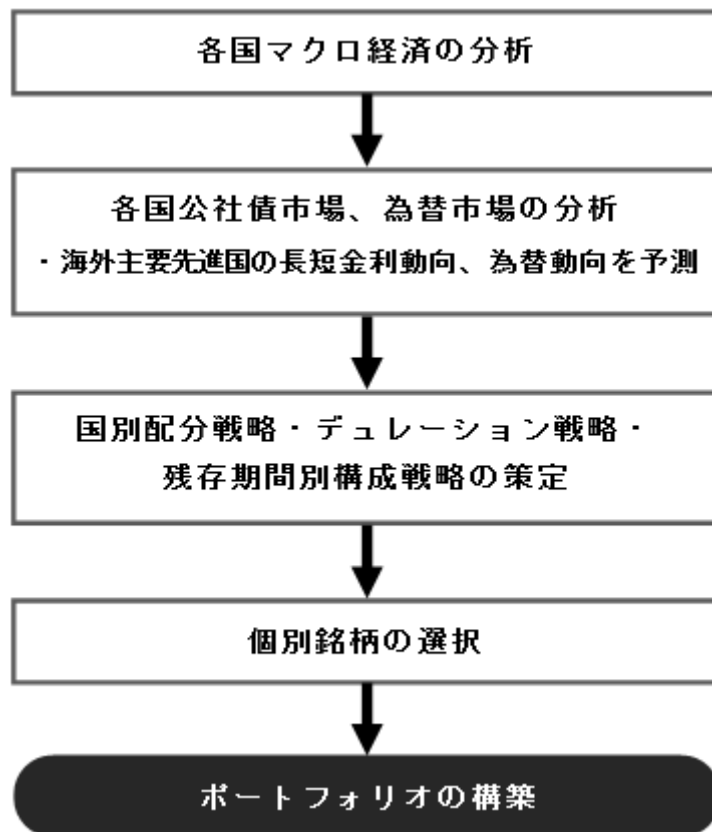 各国マクロ経済の分析
各国公社債市場、為替市場の分析
・海外主要先進国の長短金利動向、為替動向を予測
国別配分戦略・デュレーション戦略・
残存期間別構成戦略の策定
個別銘柄の選択
ポートフォリオの構築